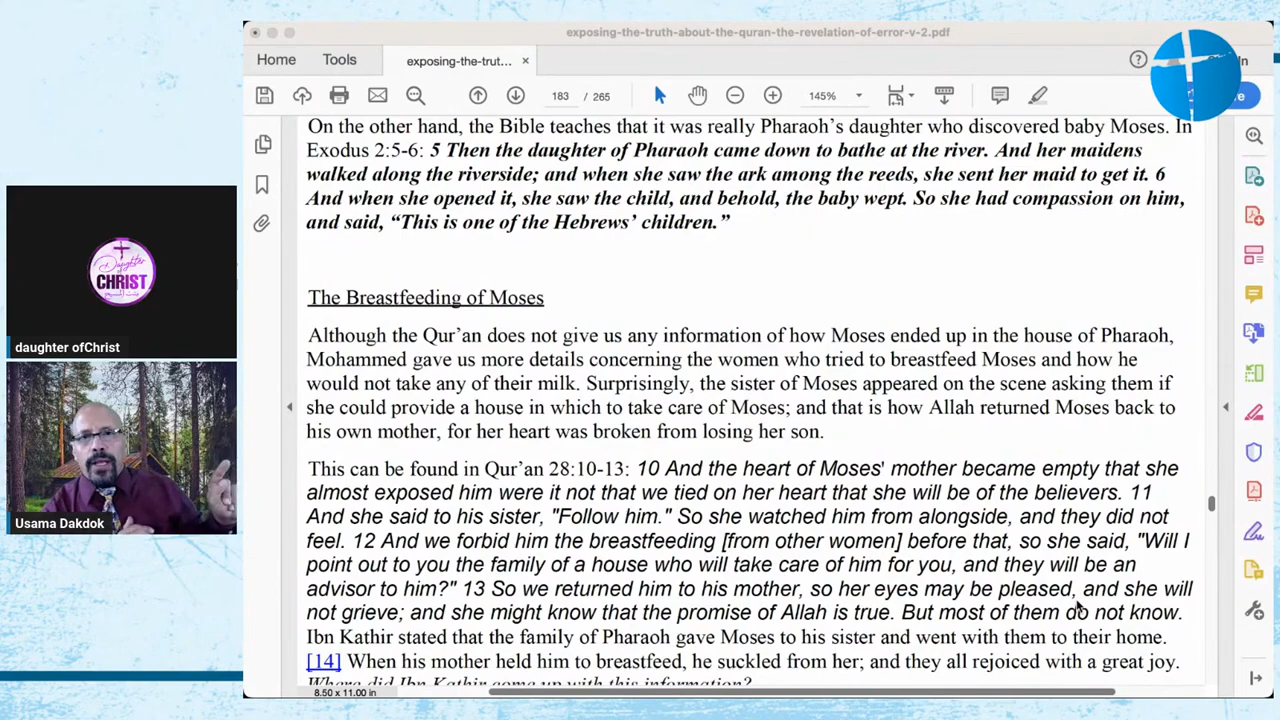 exposing-the-truth-about-the-quran-the-revelation-of-error-v-2.pdf
Home
Tools
exposing-the-trut...
In
183 / 265
145%
On the other hand, the Bible teaches that it was really Pharaoh’s daughter who discovered baby Moses. In
Exodus 2:5-6: 5 Then the daughter of Pharaoh came down to bathe at the river. And her maidens
walked along the riverside; and when she saw the ark among the reeds, she sent her maid to get it. 6
And when she opened it, she saw the child, and behold, the baby wept. So she had compassion on him,
and said, “This is one of the Hebrews’ children.”
The Breastfeeding of Moses
Although the Qur’an does not give us any information of how Moses ended up in the house of Pharaoh,
Mohammed gave us more details concerning the women who tried to breastfeed Moses and how he
would not take any of their milk. Surprisingly, the sister of Moses appeared on the scene asking them if
she could provide a house in which to take care of Moses; and that is how Allah returned Moses back to
his own mother, for her heart was broken from losing her son.
This can be found in Qur’an 28:10-13: 10 And the heart of Moses' mother became empty that she
almost exposed him were it not that we tied on her heart that she will be of the believers. 11
And she said to his sister, "Follow him." So she watched him from alongside, and they did not
feel. 12 And we forbid him the breastfeeding [from other women] before that, so she said, "Will I
point out to you the family of a house who will take care of him for you, and they will be an
advisor to him?" 13 So we returned him to his mother, so her eyes may be pleased, and she will
not grieve; and she might know that the promise of Allah is true. But most of them do not know.
Ibn Kathir stated that the family of Pharaoh gave Moses to his sister and went with them to their home.
[14] When his mother held him to breastfeed, he suckled from her; and they all rejoiced with a great joy.
Where did Ibn Kathir come up with this information?
8.50 x 11.00 in
Daughter
CHRIST
daughter ofChrist
Usama Dakdok